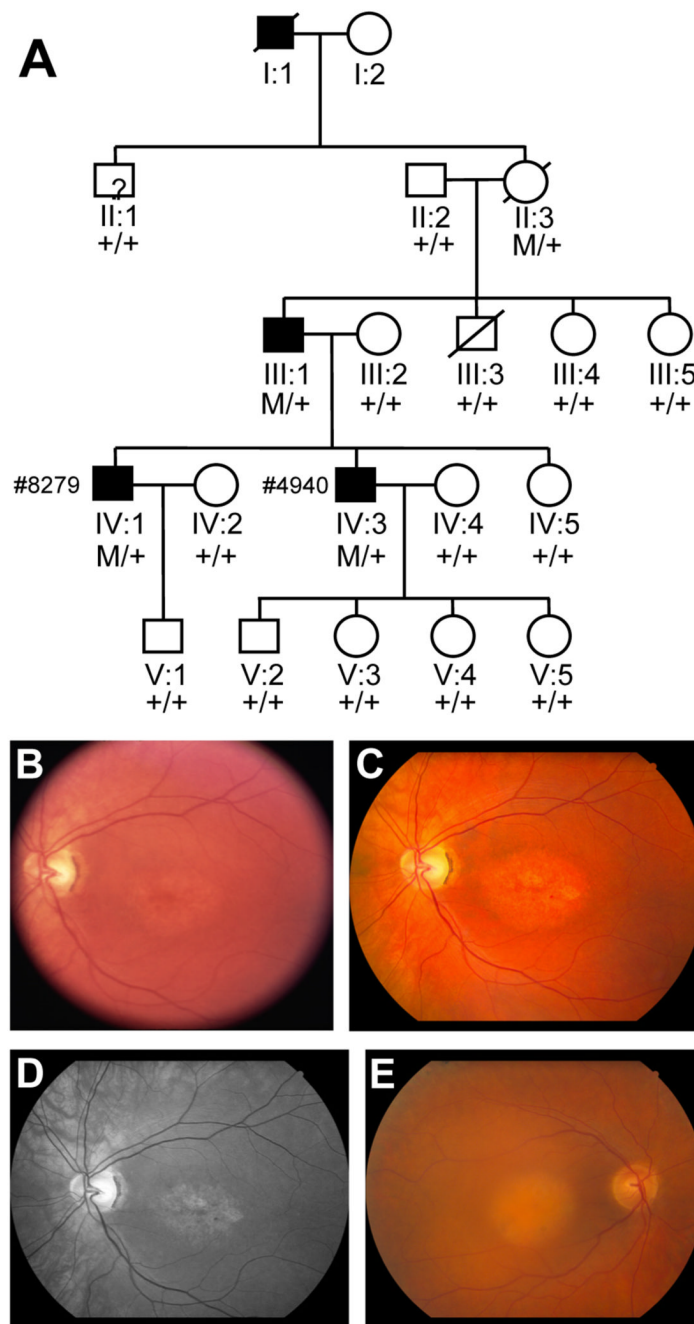 A
I:1 I:2
?
II:1 II:2 II:3
+/+ +/+ M/+
III:1 III:2 III:3 III:4 III:5
M/+ +/+ +/+ +/+ +/+
#8279 #4940
IV:1 IV:2 IV:3 IV:4 IV:5
M/+ +/+ M/+ +/+ +/+
V:1 V:2 V:3 V:4 V:5
+/+ +/+ +/+ +/+ +/+
B C
D E